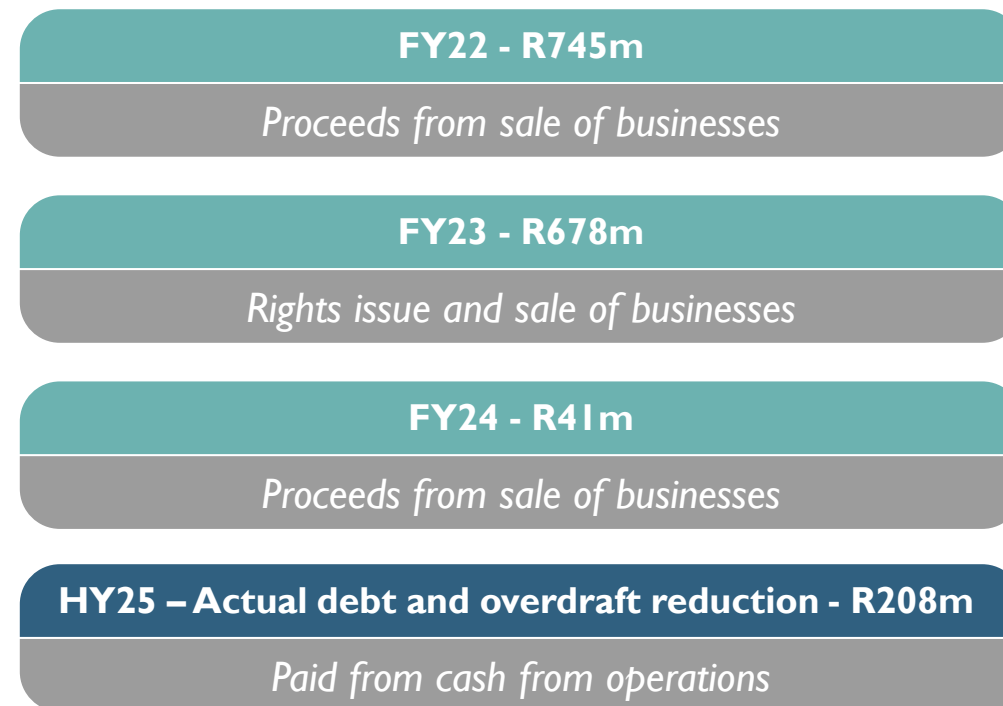 FY22 - R745m
Proceeds from sale of businesses
FY23 - R678m
Rights issue and sale of businesses
FY24 - R41m
Proceeds from sale of businesses
HY25 – Actual debt and overdraft reduction - R208m
Paid from cash from operations